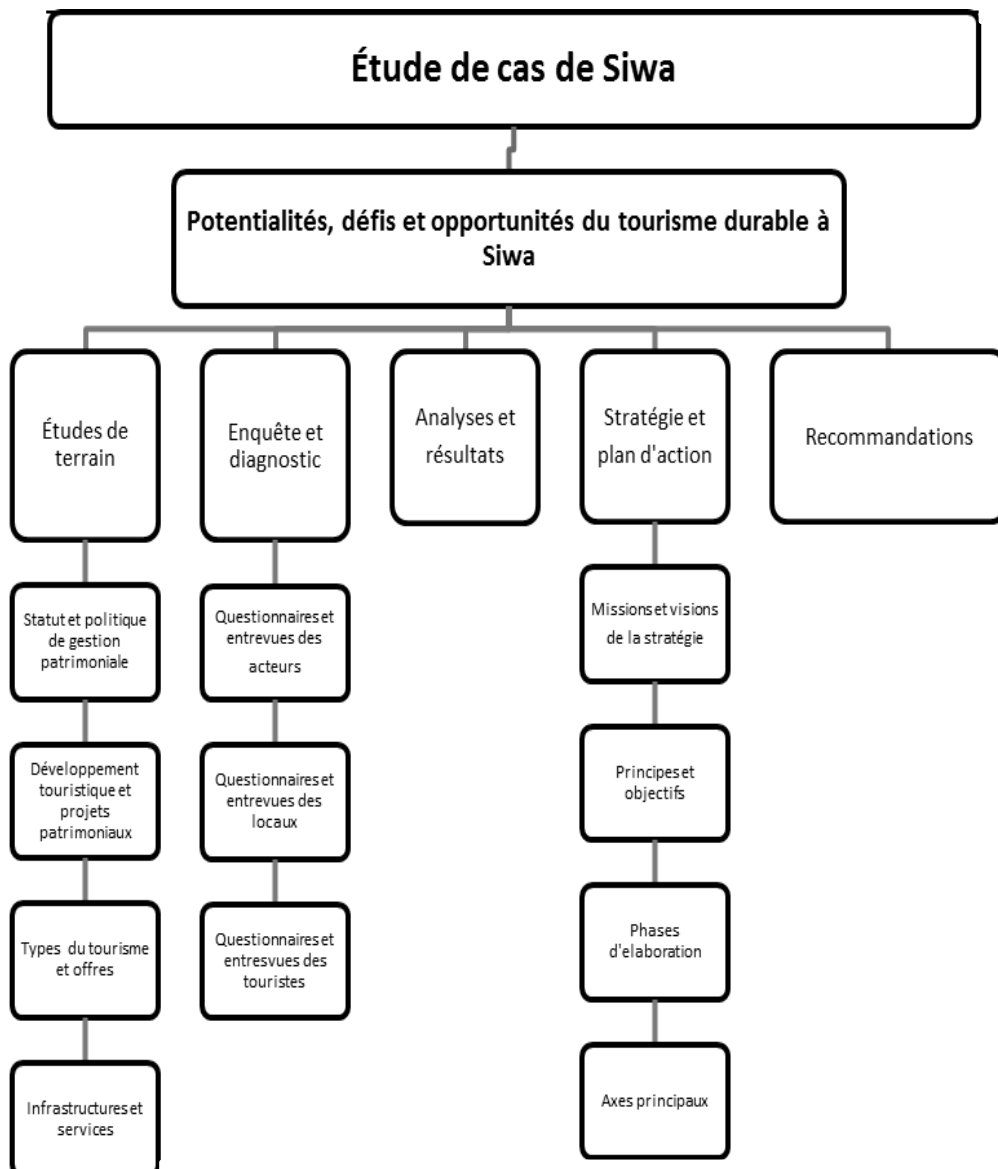 Étude de cas de Siwa
Potentialités, défis et opportunités du tourisme durable à
Siwa
Études de
terrain
Enquête et
diagnostic
Analyses et
résultats
Stratégie et
plan d'action
Recommandations
Statut et politique
de gestion
patrimoniale
Questionnaires et
entrevues des
acteurs
Missions et visions
de la stratégie
Développement
touristique et
projets
patrimoniaux
Questionnaires et
entrevues des
locaux
Principes et
objectifs
Types du tourisme
et offres
Questionnaires et
entresvues des
touristes
Phases
d'elaboration
Infrastructures et
services
Axes principaux